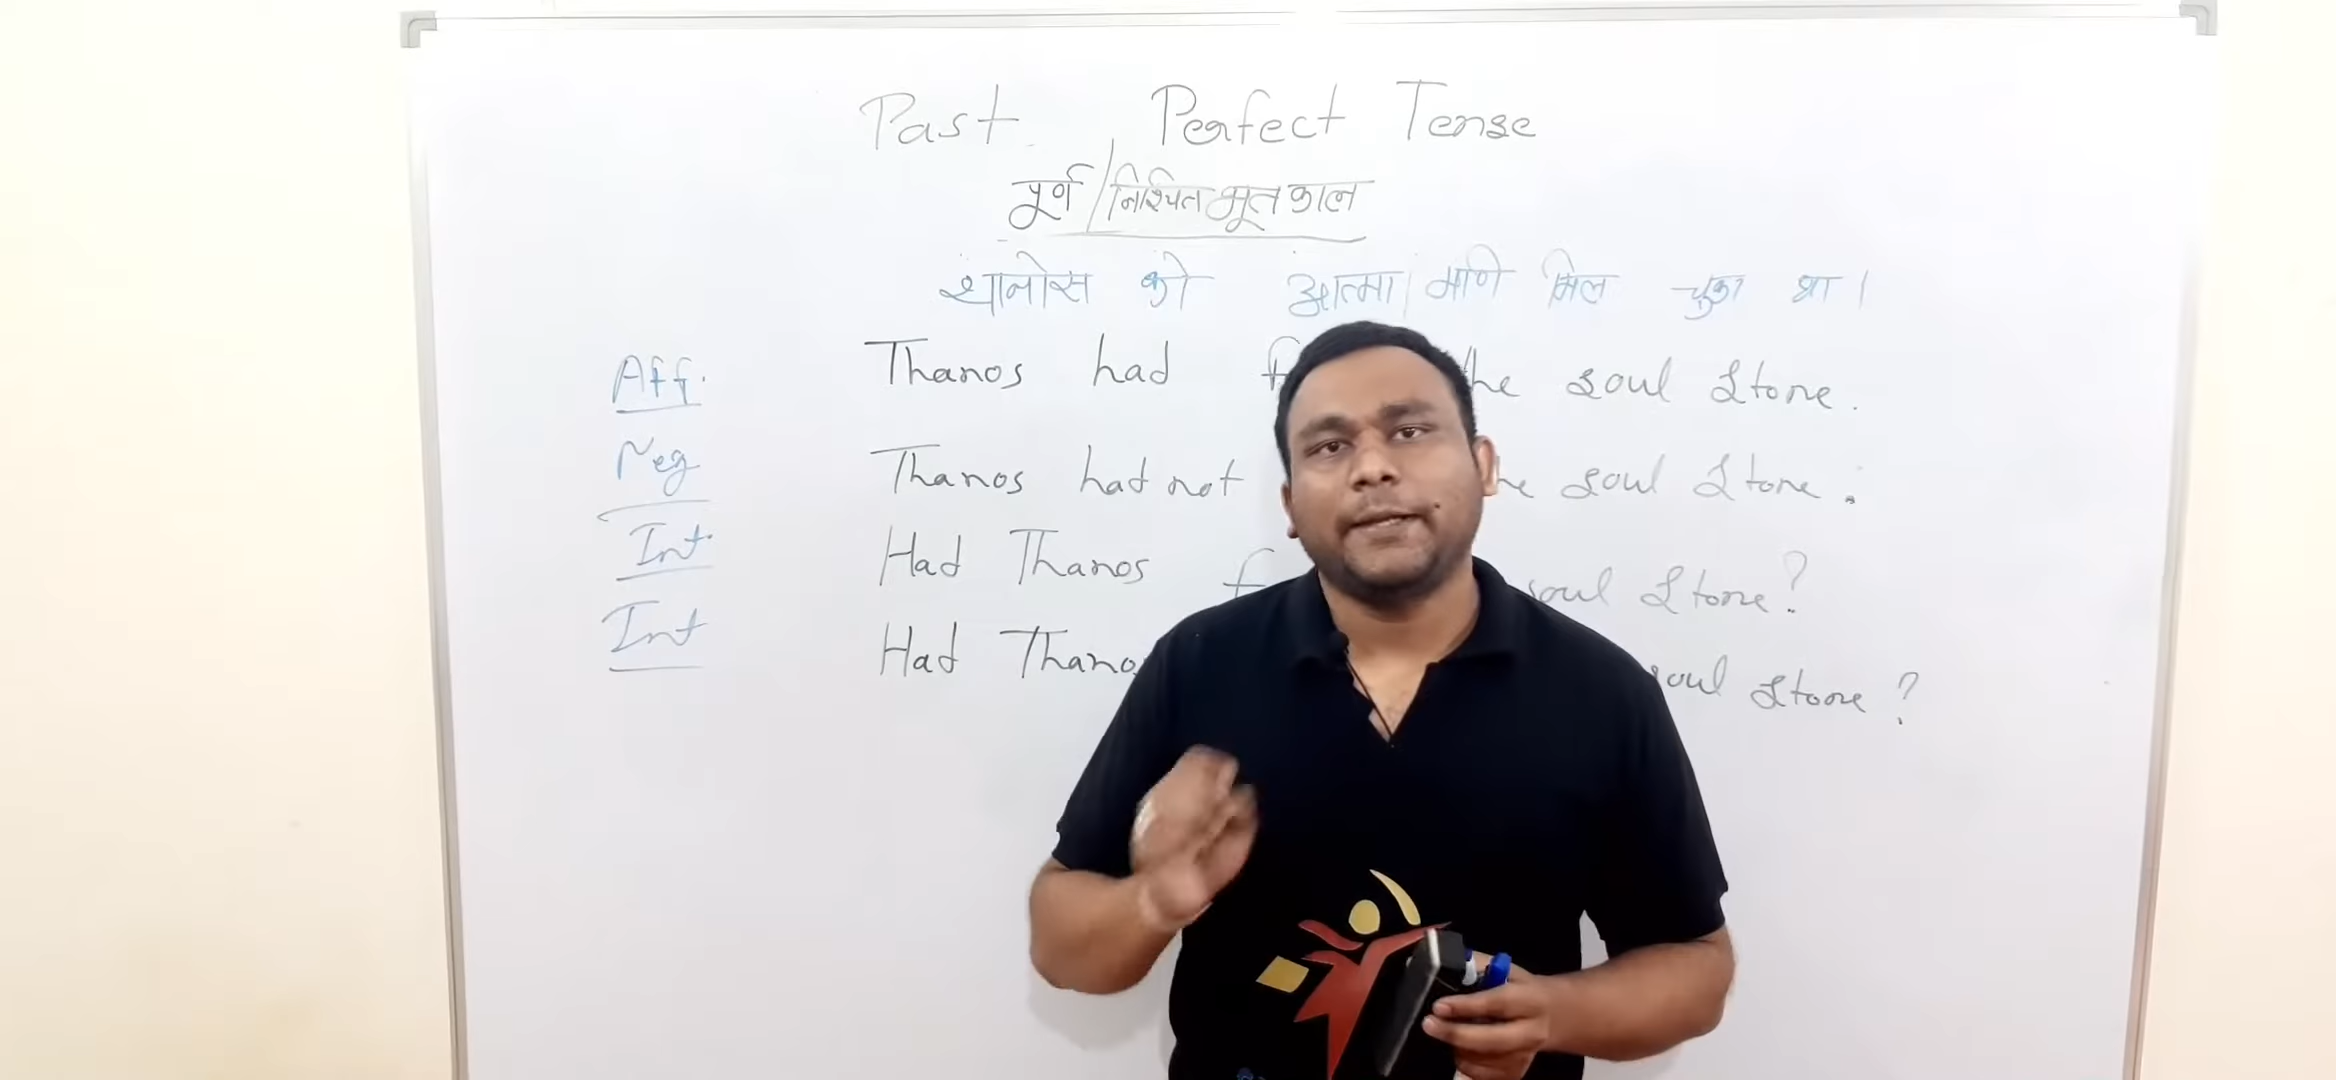 Past Perfect Tense
पूर्ण/निश्चित भूतकाल
थानोस को आत्मा मणि मिल चुका था।
Aff. Thanos had the soul Stone.
Neg Thanos had not soul Stone.
Int. Had Thanos soul Stone?
Int Had soul Stone?